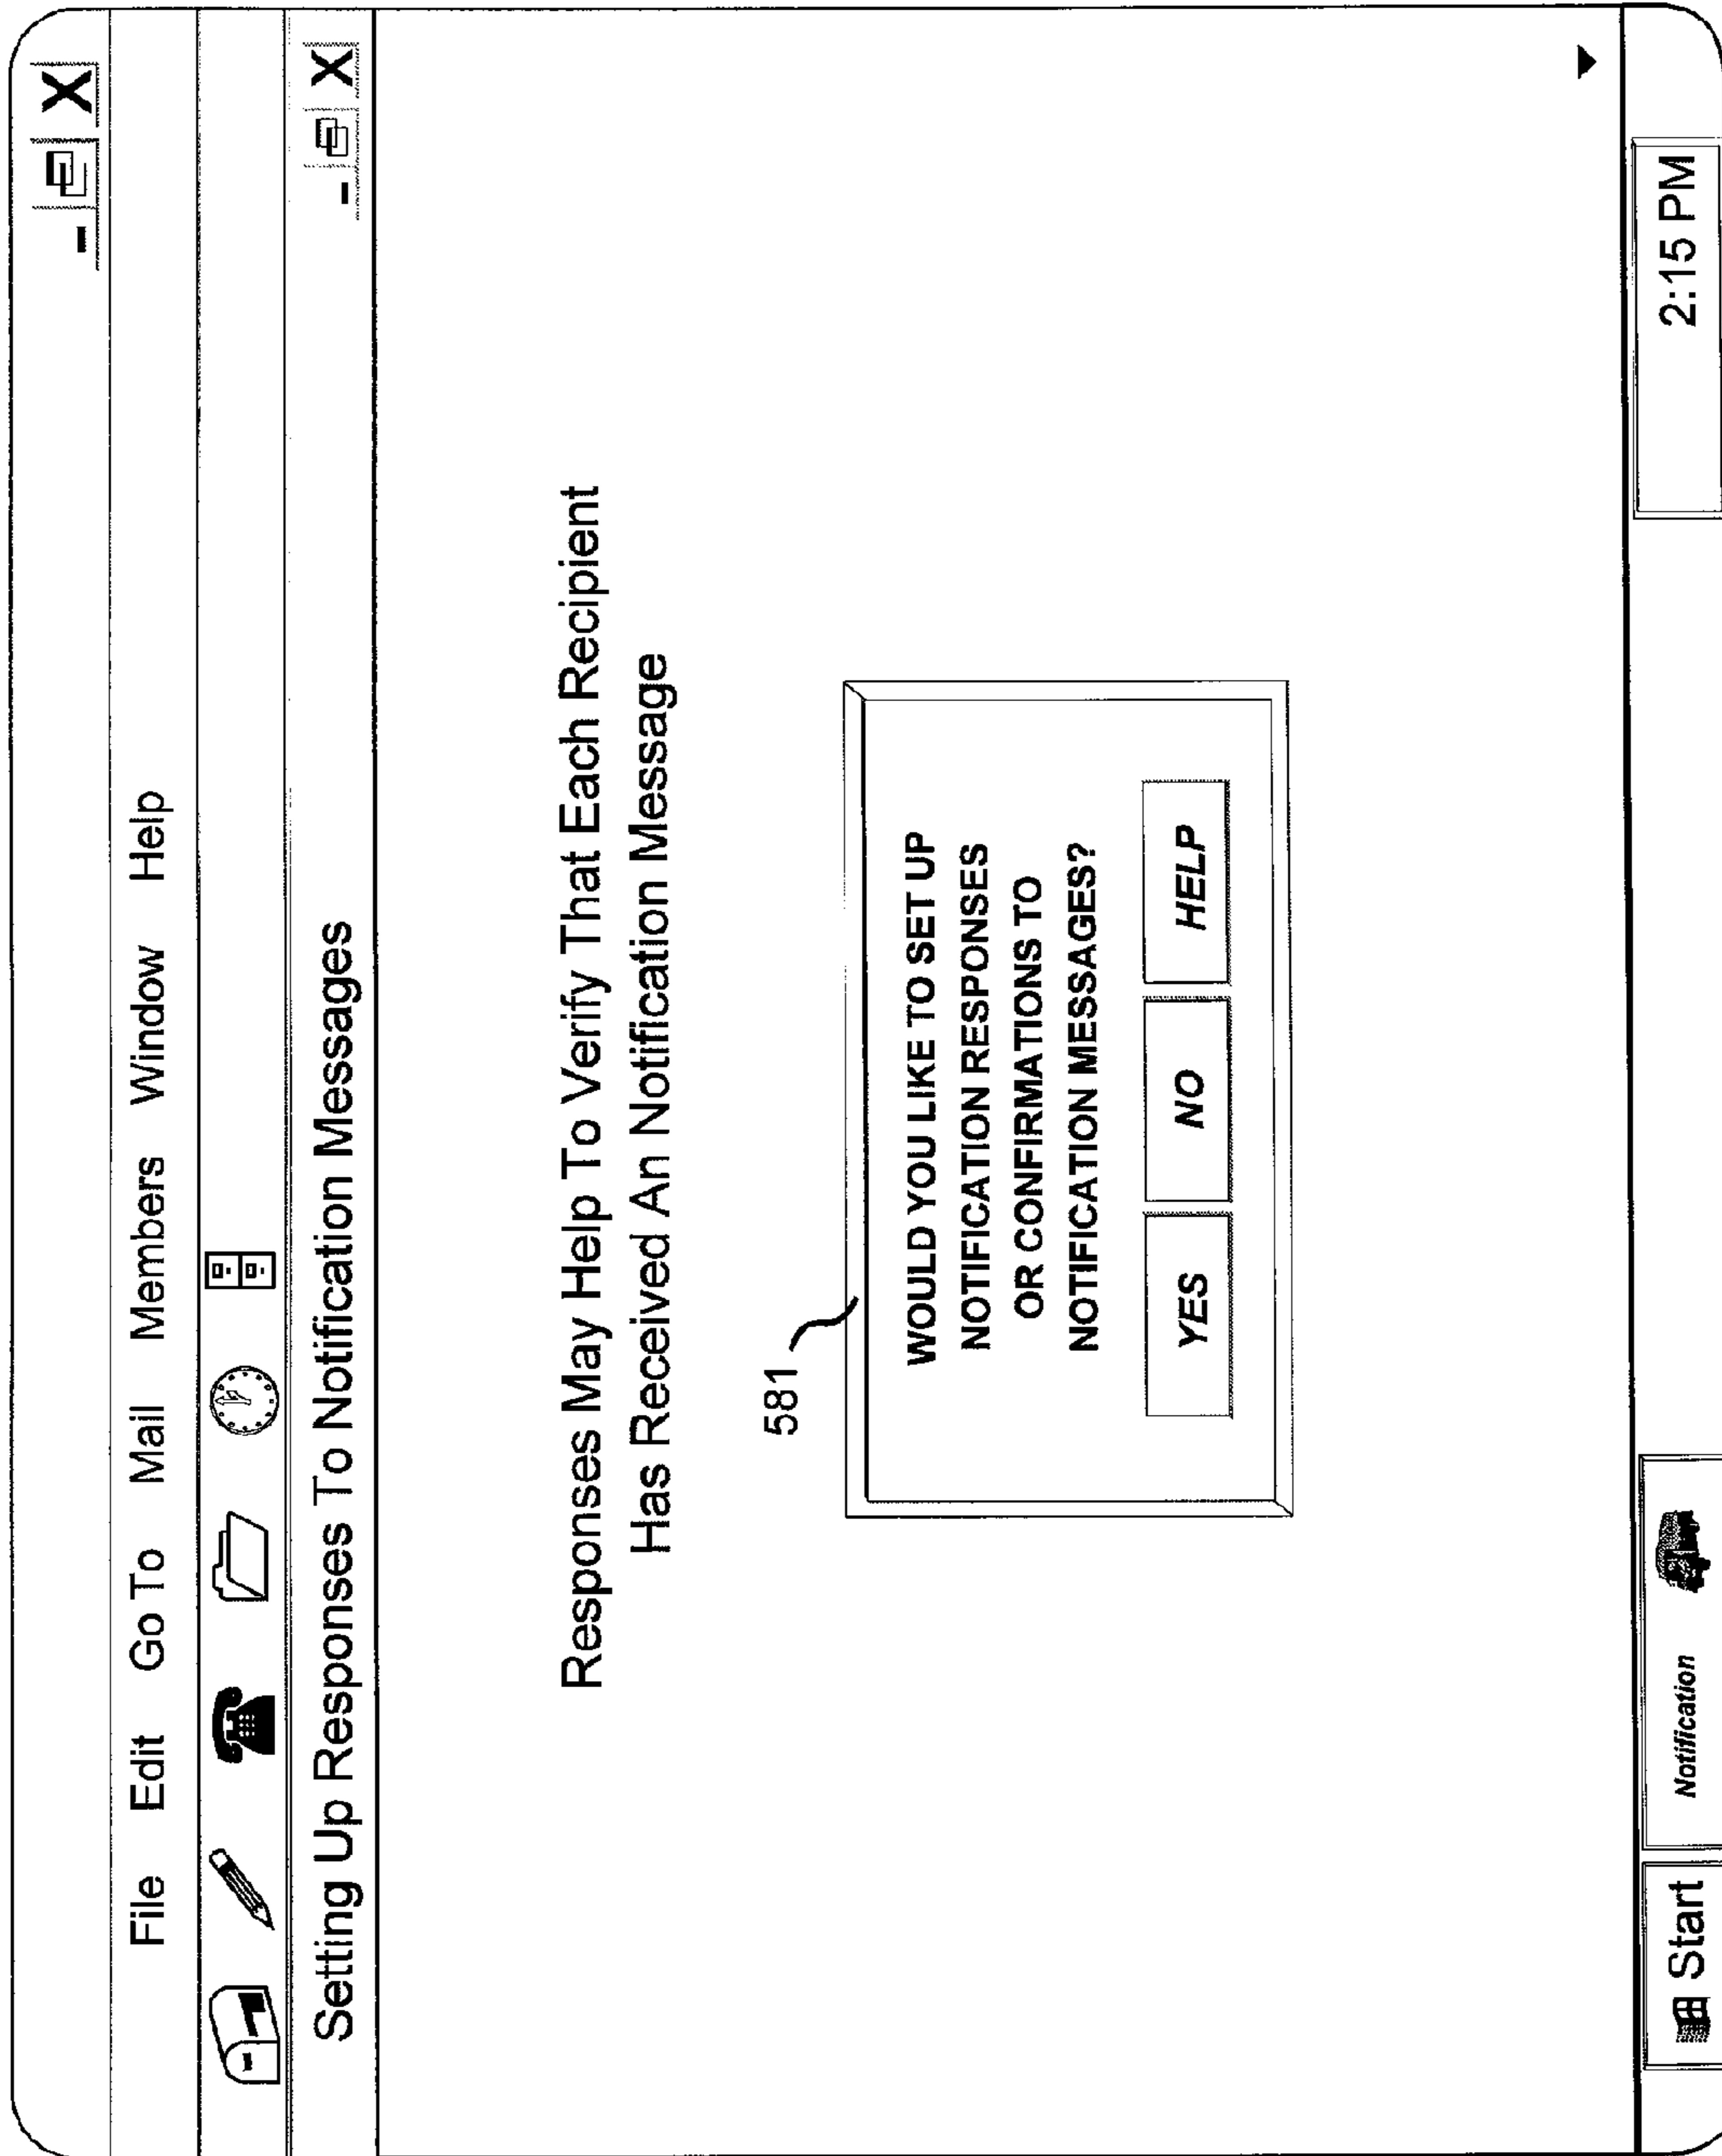 _ X
File Edit Go To Mail Members Window Help
Setting Up Responses To Notification Messages
_ X
Responses May Help To Verify That Each Recipient
Has Received An Notification Message
581
WOULD YOU LIKE TO SET UP
NOTIFICATION RESPONSES
OR CONFIRMATIONS TO
NOTIFICATION MESSAGES?
YES NO HELP
Start Notification 2:15 PM